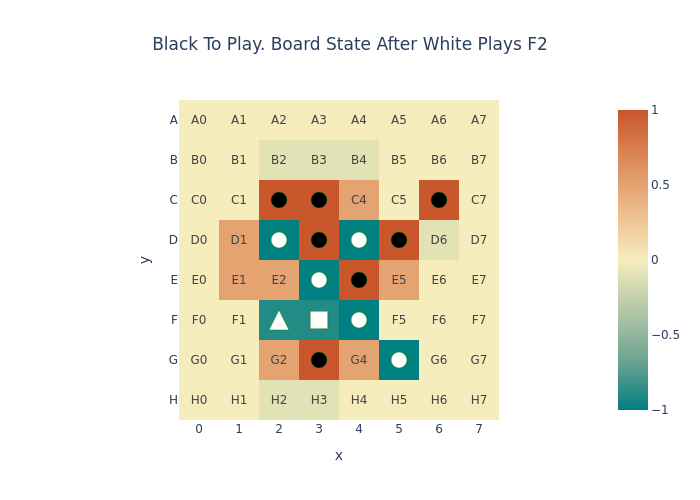 Black To Play. Board State After White Plays F2
A A0 A1 A2 A3 A4 A5 A6 A7
B B0 B1 B2 B3 B4 B5 B6 B7
C C0 C1 C4 C5 C7
D D0 D1 D6 D7
E E0 E1 E2 E5 E6 E7
F F0 F1 F5 F6 F7
G G0 G1 G2 G4 G6 G7
H H0 H1 H2 H3 H4 H5 H6 H7
0 1 2 3 4 5 6 7
x
y
1
0.5
0
−0.5
−1